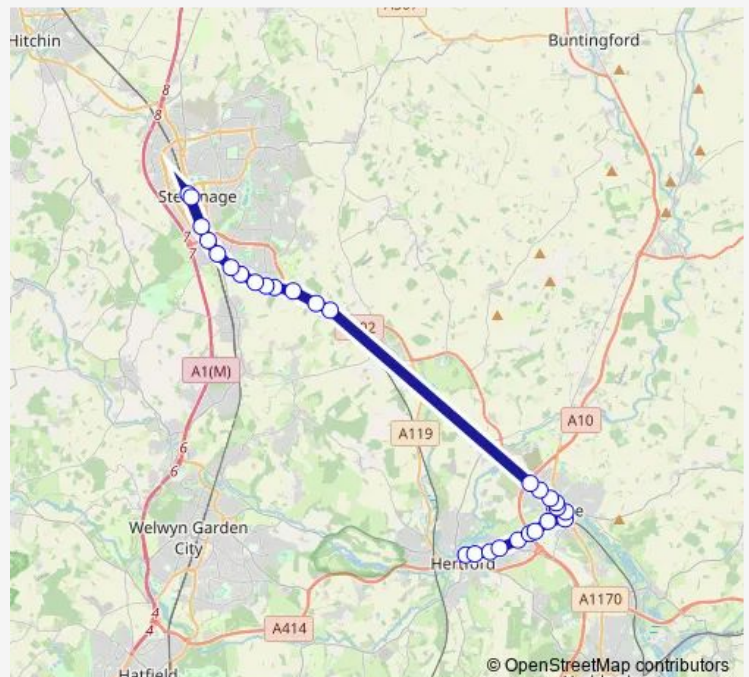 Hitchin
Buntingford
8
8
Stevenage
7
7
A1(M)
A119
A10
6
6
Welwyn Garden
City
Hertford
A1170
4
4
A414
Hatfield
© OpenStreetMap contributors